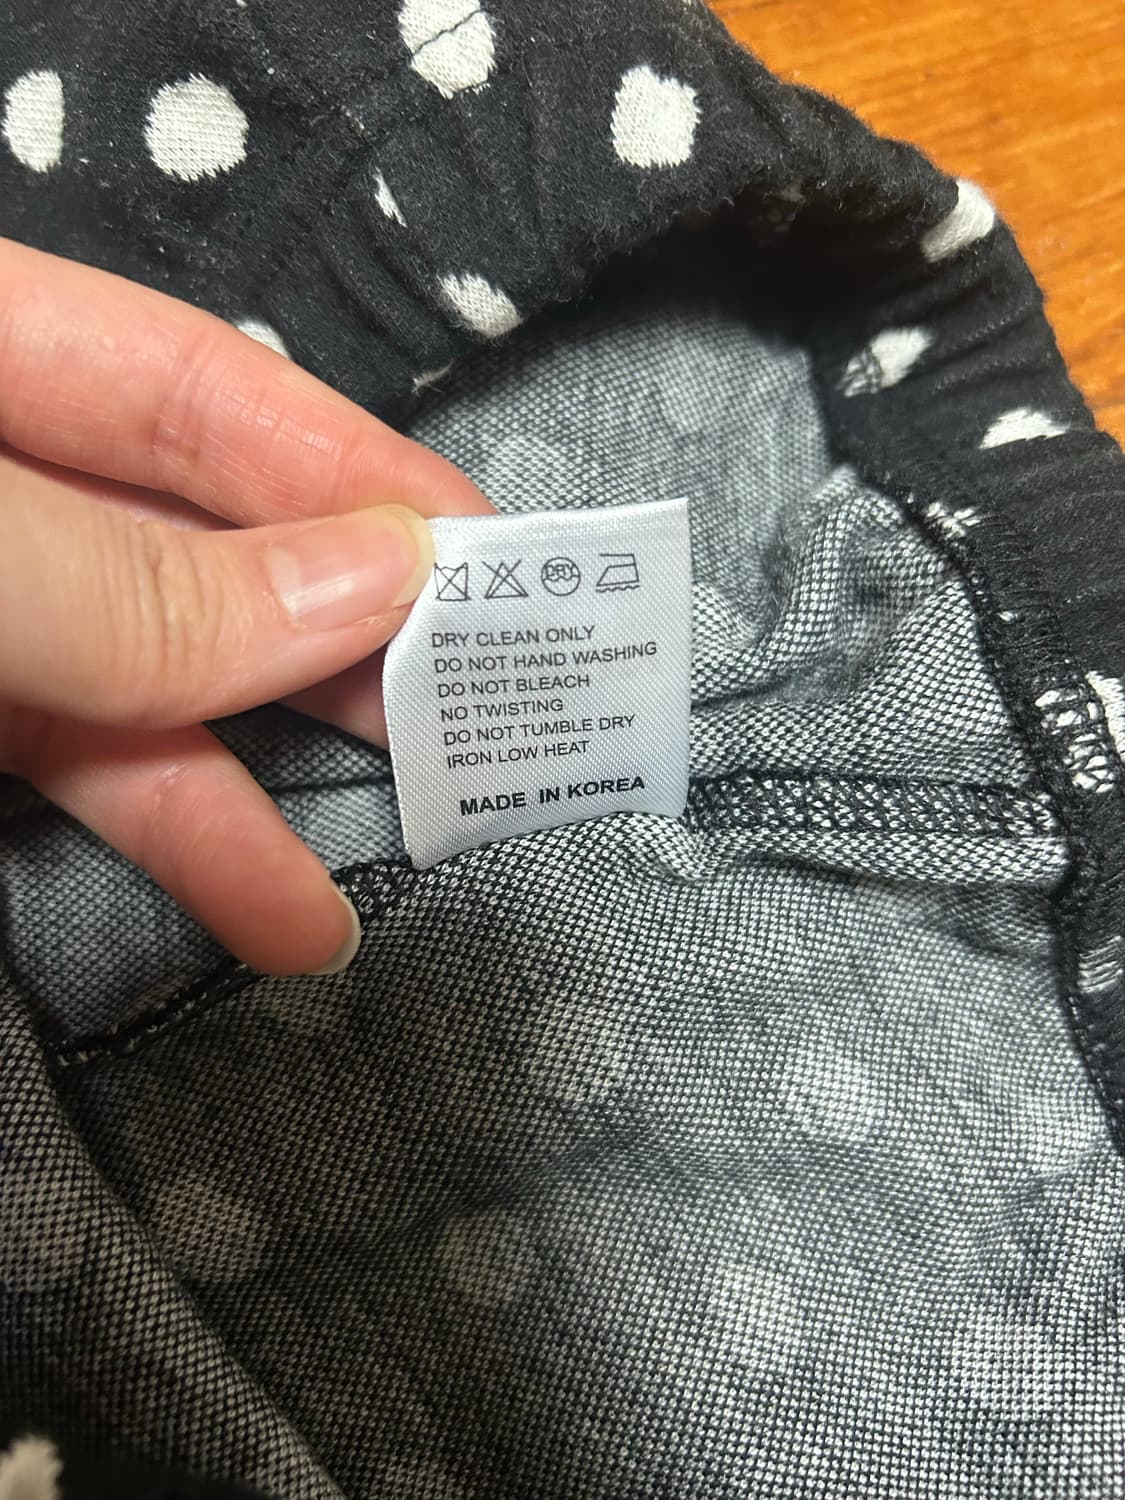 DRY
DRY CLEAN ONLY
DO NOT HAND WASHING
DO NOT BLEACH
NO TWISTING
DO NOT TUMBLE DRY
IRON LOW HEAT
MADE IN KOREA